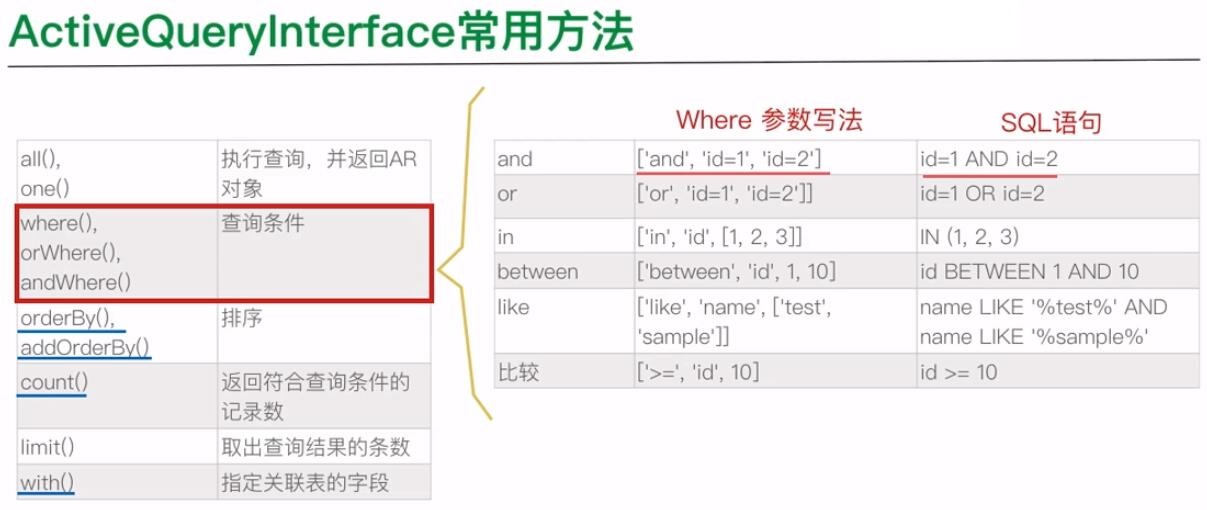 ActiveQueryInterface常用方法
all(),
one()
执行查询，并返回AR
对象
where(),
orWhere(),
andWhere()
查询条件
orderBy(),
addOrderBy()
排序
count()
返回符合查询条件的
记录数
limit()
取出查询结果的条数
with()
指定关联表的字段
Where 参数写法
SQL语句
and
['and', 'id=1', 'id=2']
id=1 AND id=2
or
['or', 'id=1', 'id=2']]
id=1 OR id=2
in
['in', 'id', [1, 2, 3]]
IN (1, 2, 3)
between
['between', 'id', 1, 10]
id BETWEEN 1 AND 10
like
['like', 'name', ['test',
'sample']]
name LIKE '%test%' AND
name LIKE '%sample%'
比较
['>=', 'id', 10]
id >= 10